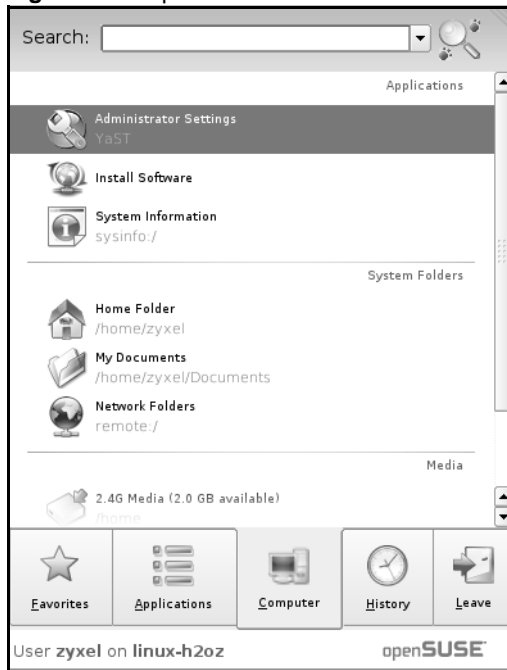 Search:
Applications
Administrator Settings
YaST
Install Software
System Information
sysinfo:/
System Folders
Home Folder
/home/zyxel
My Documents
/home/zyxel/Documents
Network Folders
remote:/
Media
2.4G Media (2.0 GB available)
/home
Favorites
Applications
Computer
History
Leave
User zyxel on linux-h2oz
openSUSE